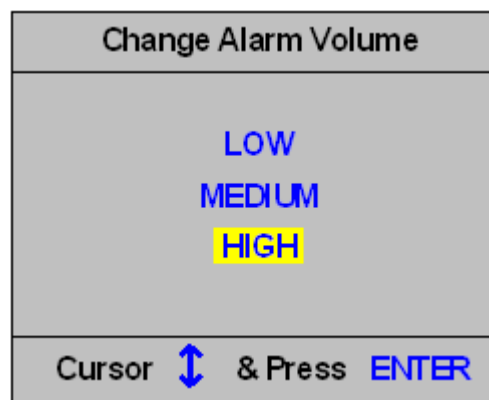 Change Alarm Volume
LOW
MEDIUM
HIGH
Cursor ↕ & Press ENTER